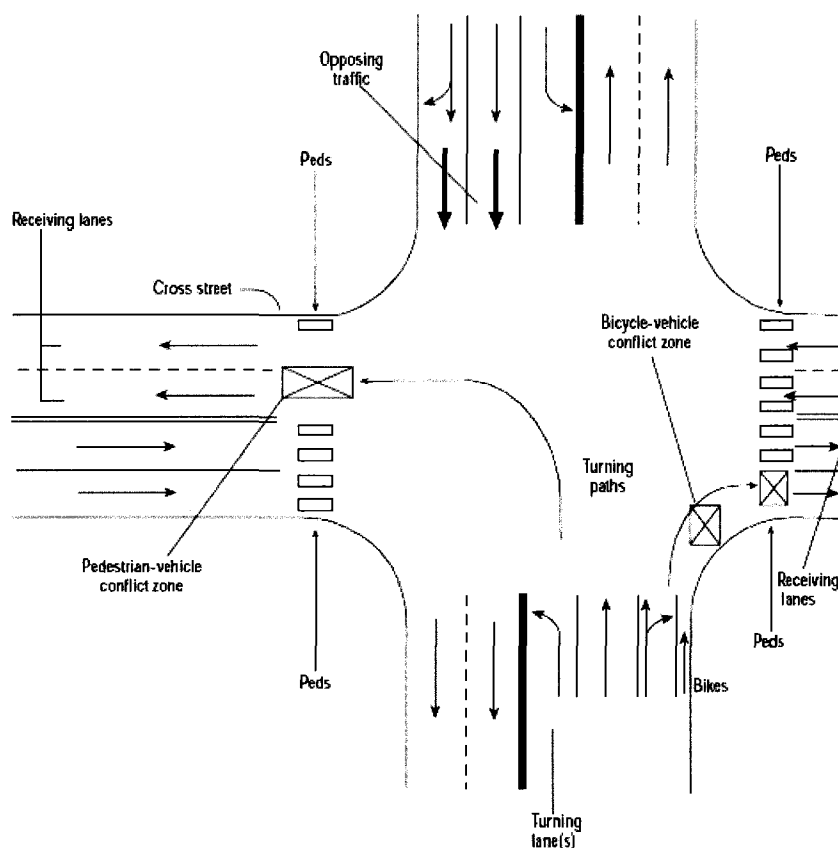 Opposing
traffic
Peds
Peds
Receiving lanes
Cross street
Bicycle-vehicle
conflict zone
Turning
paths
Pedestrian-vehicle
conflict zone
Receiving
lanes
Peds
Peds
Bikes
Turning
lane(s)